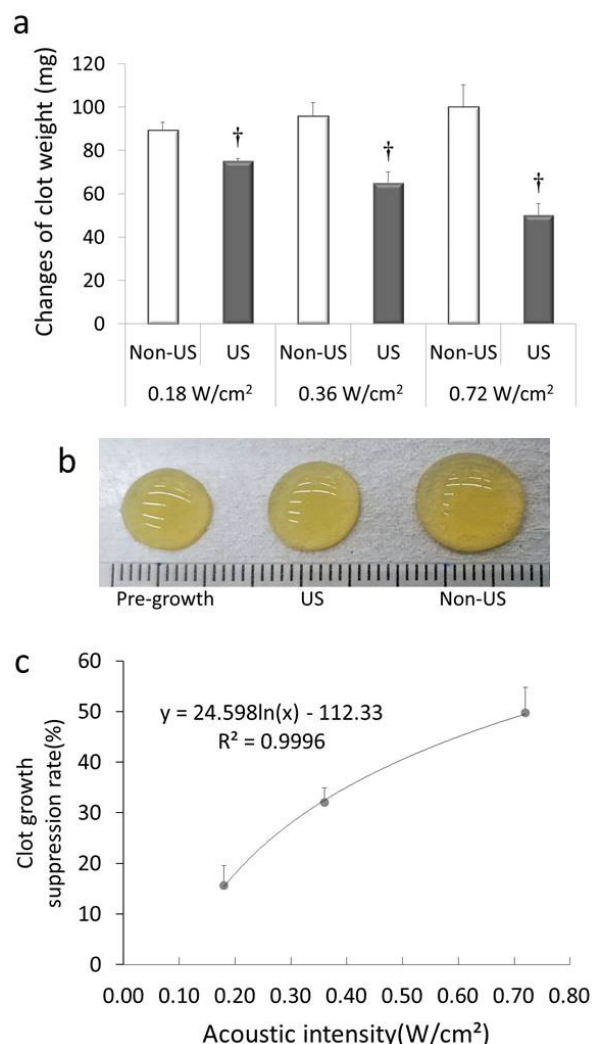 a
Changes of clot weight (mg)
120
100
80
60
40
20
0
†
†
†
Non-US US Non-US US Non-US US
0.18 W/cm² 0.36 W/cm² 0.72 W/cm²
b
Pre-growth US Non-US
c
Clot growth
suppression rate(%)
60
50
40
30
20
10
0
y = 24.598ln(x) - 112.33
R² = 0.9996
0.00 0.10 0.20 0.30 0.40 0.50 0.60 0.70 0.80
Acoustic intensity(W/cm²)